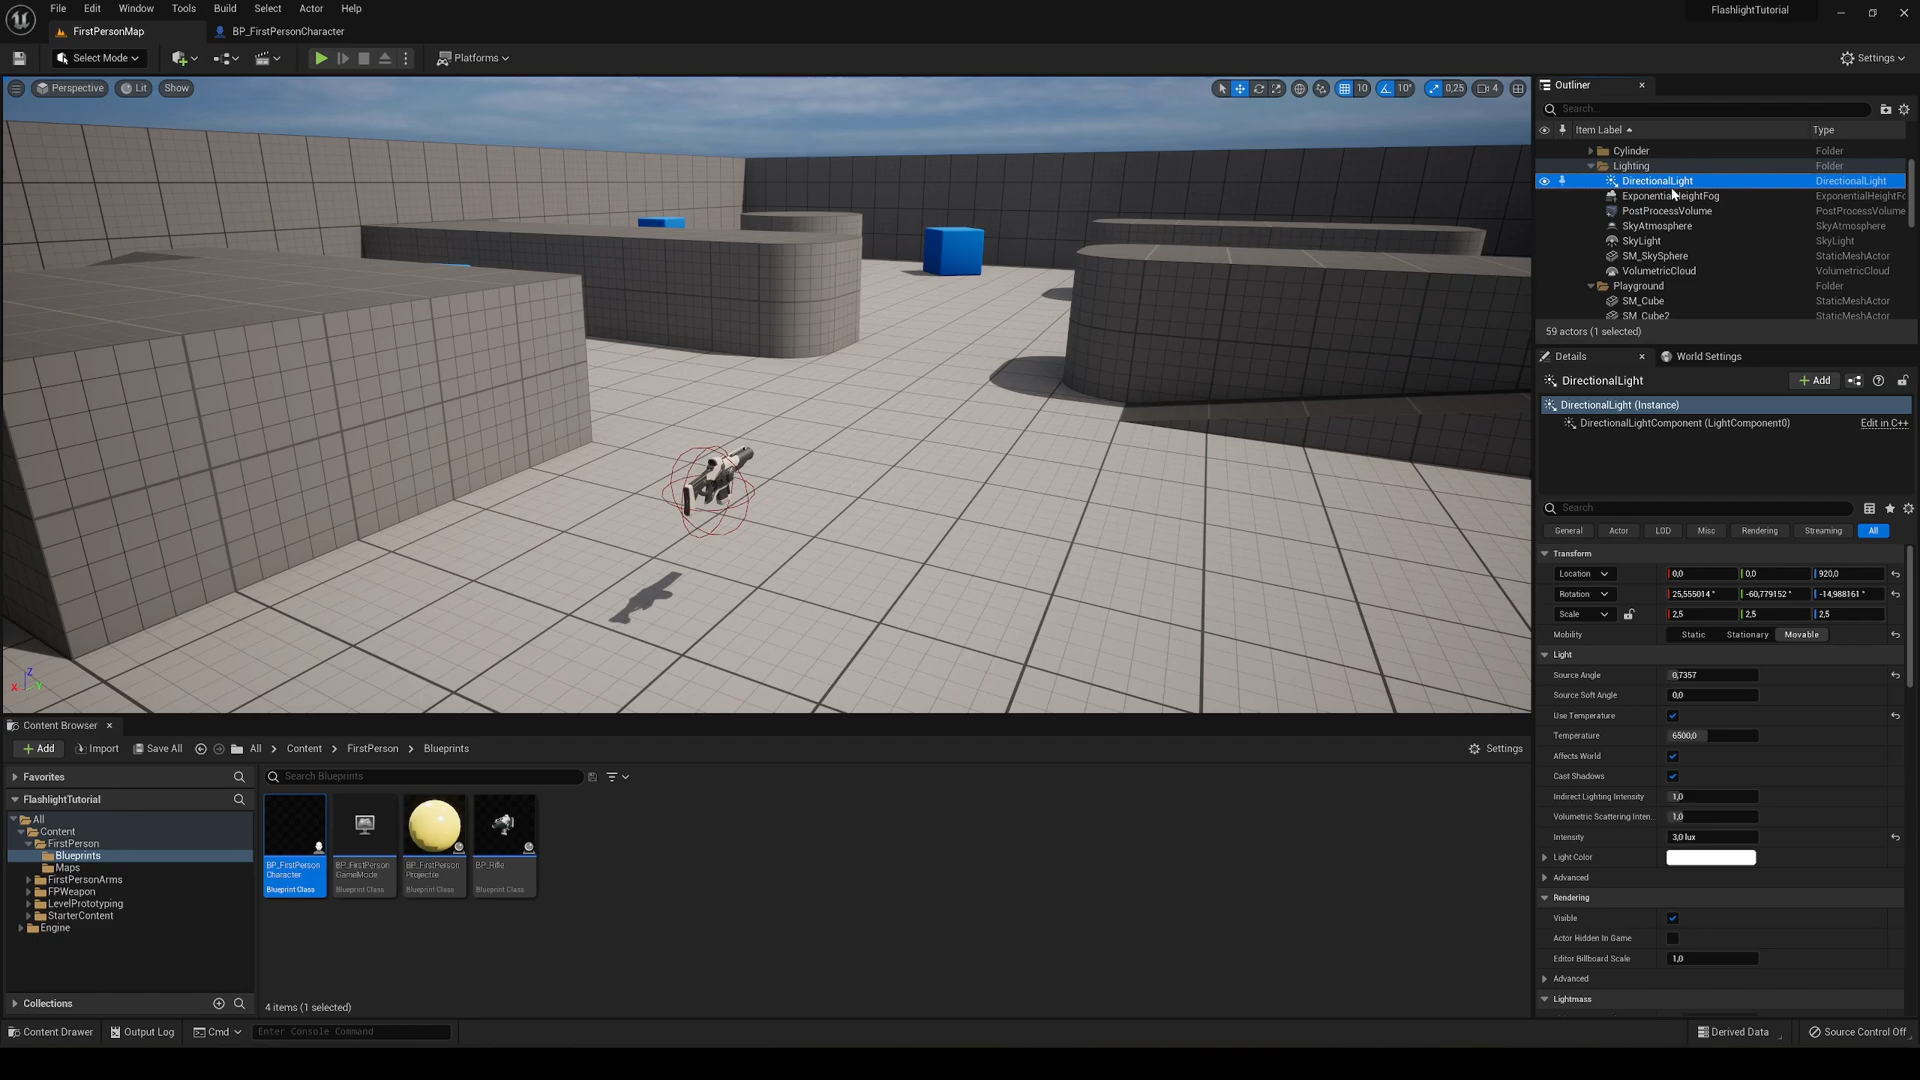 File Edit Window Tools Build Select Actor Help
FlashlightTutorial
FirstPersonMap
BP_FirstPersonCharacter
Select Mode
Platforms
Settings
Perspective Lit Show
10 10° 0,25 4
Outliner
Search...
Item Label Type
Cylinder Folder
Lighting Folder
DirectionalLight DirectionalLight
ExponentialHeightFog ExponentialHeightFo
PostProcessVolume PostProcessVolume
SkyAtmosphere SkyAtmosphere
SkyLight SkyLight
SM_SkySphere StaticMeshActor
VolumetricCloud VolumetricCloud
Playground Folder
SM_Cube StaticMeshActor
SM_Cube2 StaticMeshActor
59 actors (1 selected)
Details World Settings
DirectionalLight Add
DirectionalLight (Instance)
DirectionalLightComponent (LightComponent0) Edit in C++
Search
General Actor LOD Misc Rendering Streaming All
Transform
Location 0,0 0,0 920,0
Rotation 25,555014 ° -60,779152 ° -14,988161 °
Scale 2,5 2,5 2,5
Mobility Static Stationary Movable
Light
Source Angle 0,7357
Source Soft Angle 0,0
Use Temperature
Temperature 6500,0
Affects World
Cast Shadows
Indirect Lighting Intensity 1,0
Volumetric Scattering Inten... 1,0
Intensity 3,0 lux
Light Color
Advanced
Rendering
Visible
Actor Hidden In Game
Editor Billboard Scale 1,0
Advanced
Lightmass
X Y Z
Content Browser
Add Import Save All All Content FirstPerson Blueprints Settings
Favorites
FlashlightTutorial
All
Content
FirstPerson
Blueprints
Maps
FirstPersonArms
FPWeapon
LevelPrototyping
StarterContent
Engine
Collections
Search Blueprints
BP_FirstPerson
Character
Blueprint Class
BP_FirstPerson
GameMode
Blueprint Class
BP_FirstPerson
Projectile
Blueprint Class
BP_Rifle
Blueprint Class
4 items (1 selected)
Content Drawer Output Log Cmd Enter Console Command
Derived Data Source Control Off